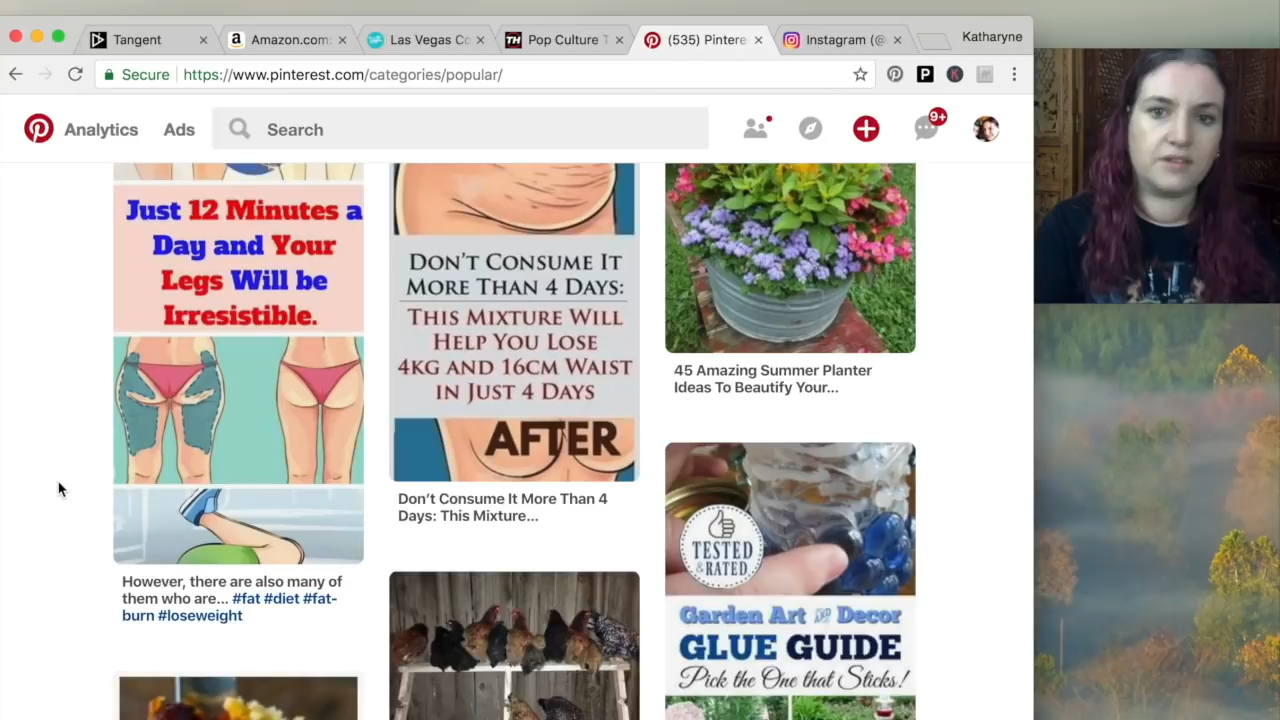 Tangent
Amazon.com:
Las Vegas Co
Pop Culture T
(535) Pintere
Instagram (@
Katharyne
Secure
https://www.pinterest.com/categories/popular/
Analytics
Ads
Search
9+
Just 12 Minutes a
Day and Your
Legs Will be
Irresistible.
However, there are also many of
them who are... #fat #diet #fat-
burn #loseweight
DON'T CONSUME IT
MORE THAN 4 DAYS:
THIS MIXTURE WILL
HELP YOU LOSE
4KG AND 16CM WAIST
IN JUST 4 DAYS
AFTER
Don't Consume It More Than 4
Days: This Mixture...
45 Amazing Summer Planter
Ideas To Beautify Your...
TESTED
& RATED
Garden Art and Decor
GLUE GUIDE
Pick the One that Sticks!